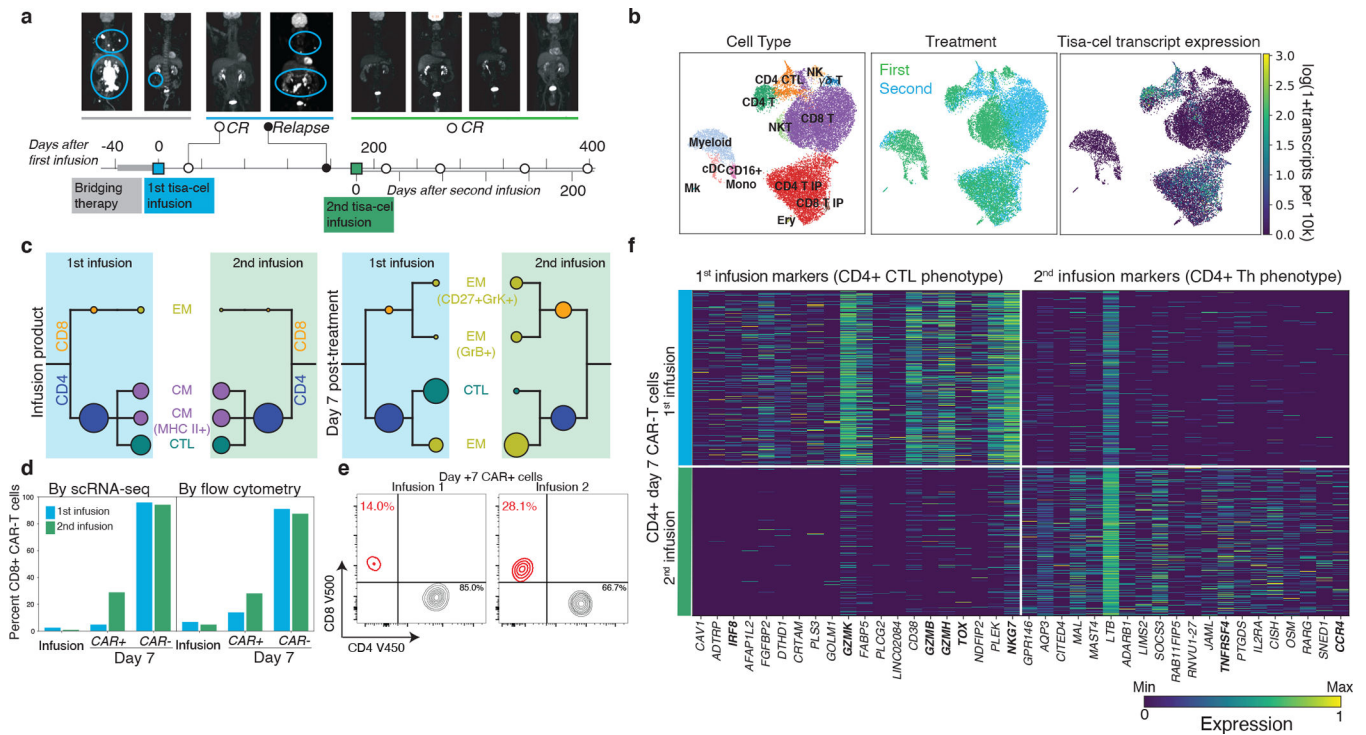 a
Days after
first infusion
-40
0
CR
Relapse
CR
200
400
Bridging
therapy
1st tisa-cel
infusion
0
Days after second infusion
200
2nd tisa-cel
infusion
b
Cell Type
Treatment
Tisa-cel transcript expression
CD4 CTL
NK
γδ T
CD4 T
CD8 T
NKT
Myeloid
cDC
CD16+
Mono
Mk
CD4 T IP
CD8 T IP
Ery
First
Second
3.0
2.5
2.0
1.5
1.0
0.5
0.0
log(1+transcripts per 10k)
c
1st infusion
2nd infusion
1st infusion
2nd infusion
Infusion product
CD8
CD4
EM
CM
CM
(MHC II+)
CTL
CD8
CD4
Day 7 post-treatment
EM
(CD27+GrK+)
EM
(GrB+)
CTL
EM
d
By scRNA-seq
By flow cytometry
1st infusion
2nd infusion
Percent CD8+ CAR-T cells
100
80
60
40
20
0
Infusion
CAR+
CAR-
Day 7
Infusion
CAR+
CAR-
Day 7
e
Day +7 CAR+ cells
Infusion 1
Infusion 2
14.0%
85.0%
28.1%
66.7%
CD8 V500
CD4 V450
f
1st infusion markers (CD4+ CTL phenotype)
2nd infusion markers (CD4+ Th phenotype)
CD4+ day 7 CAR-T cells
1st infusion
2nd infusion
CAV1
ADTRP
IRF8
AFAP1L2
FGFBP2
DTHD1
CRTAM
PLS3
GOLM1
GZMK
FABP5
PLCG2
LINC02084
CD38
GZMB
GZMH
TOX
NDFIP2
PLEK
NKG7
GPR146
AQP3
CITED4
MAL
MAST4
LTB
ADARB1
LIMS2
SOCS3
RAB11FIP5
RNVU1-27
JAML
TNFRSF4
PTGDS
IL2RA
CISH
OSM
RARG
SNED1
CCR4
Min
Max
0
1
Expression